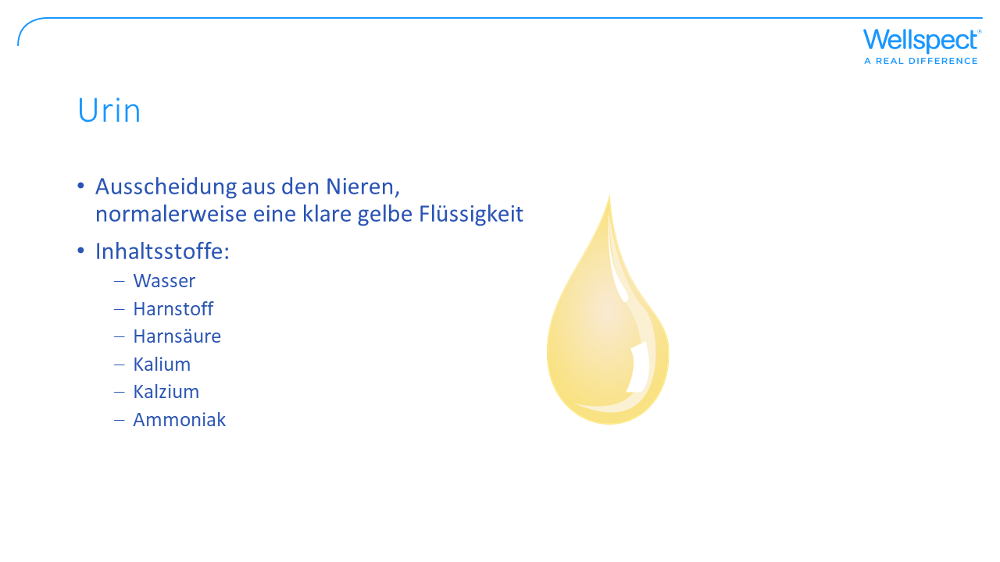 Wellspect®
A REAL DIFFERENCE
Urin
• Ausscheidung aus den Nieren,
normalerweise eine klare gelbe Flüssigkeit
• Inhaltsstoffe:
– Wasser
– Harnstoff
– Harnsäure
– Kalium
– Kalzium
– Ammoniak